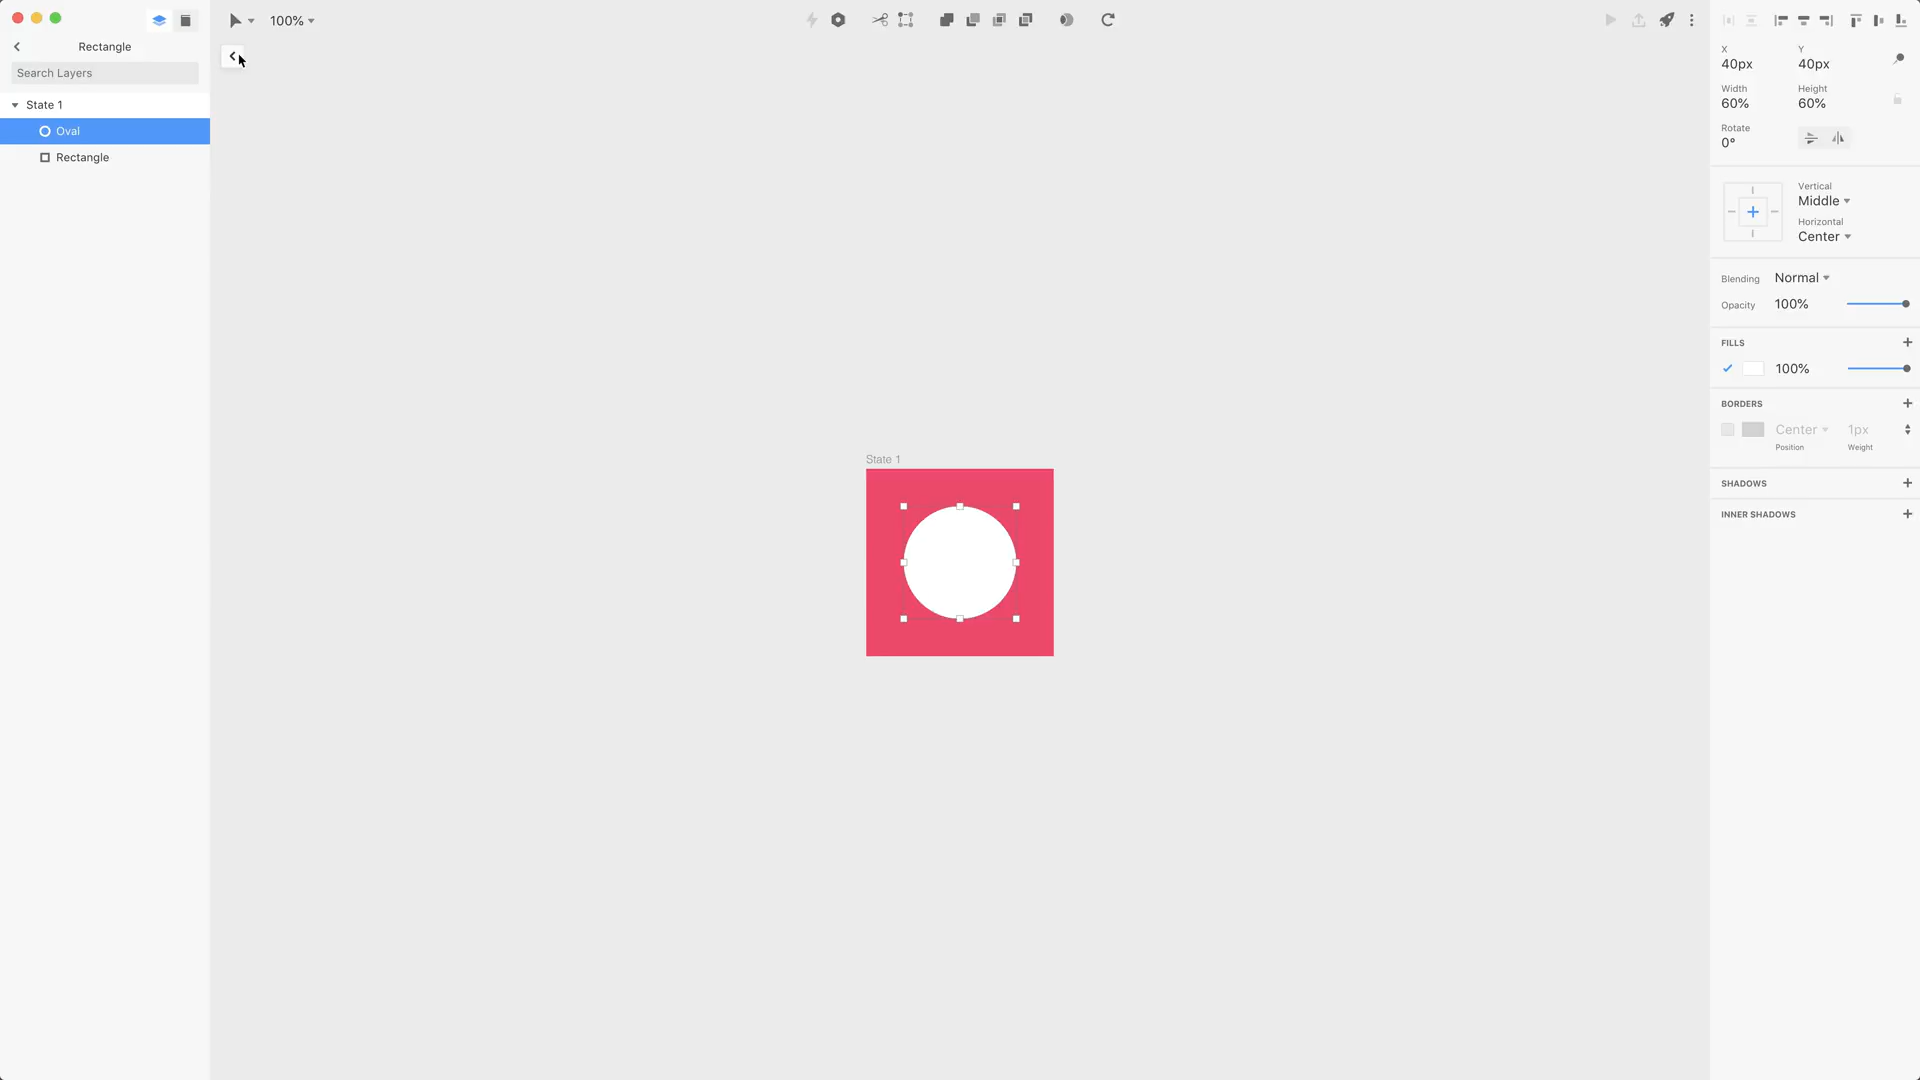 100%
Rectangle
Search Layers
State 1
Oval
Rectangle
State 1
X
Y
40px
40px
Width
Height
60%
60%
Rotate
0°
Vertical
Middle
Horizontal
Center
Blending
Normal
Opacity
100%
FILLS
100%
BORDERS
Center
1px
Position
Weight
SHADOWS
INNER SHADOWS